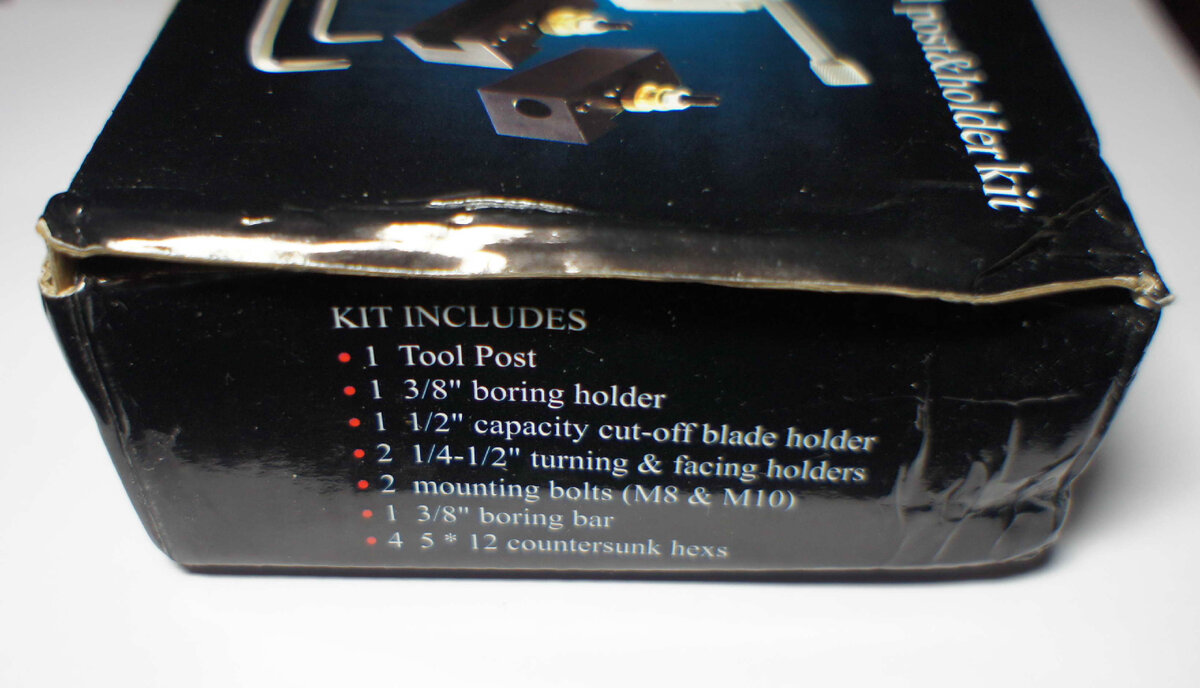 post&holder kit
KIT INCLUDES
• 1 Tool Post
• 1 3/8" boring holder
• 1 1/2" capacity cut-off blade holder
• 2 1/4-1/2" turning & facing holders
• 2 mounting bolts (M8 & M10)
• 1 3/8" boring bar
• 4 5 * 12 countersunk hexs